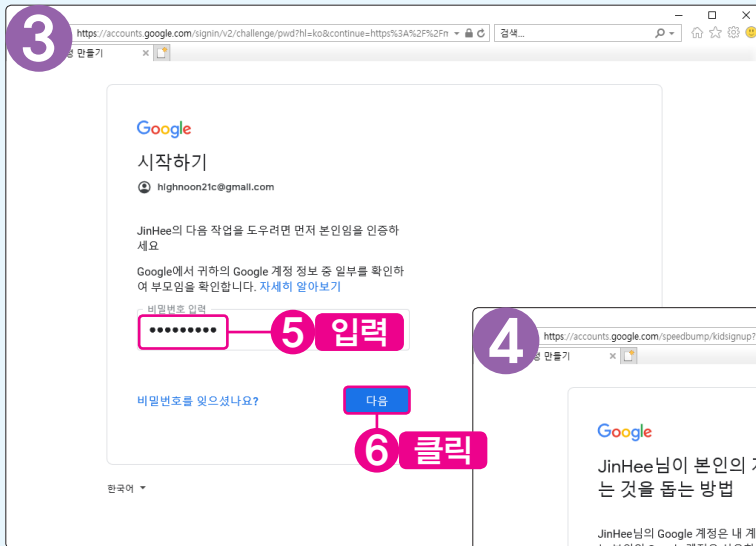 3
https://accounts.google.com/signin/v2/challenge/pwd?hl=ko&continue=https%3A%2F%2Fm
검색...
만들기
Google
시작하기
highnoon21c@gmail.com
JinHee의 다음 작업을 도우려면 먼저 본인임을 인증하
세요
Google에서 귀하의 Google 계정 정보 중 일부를 확인하
여 부모임을 확인합니다. 자세히 알아보기
비밀번호 입력
5 입력
비밀번호를 잊으셨나요?
다음
6 클릭
한국어
4
https://accounts.google.com/speedbump/kidsignup?
만들기
Google
JinHee님이 본인의
는 것을 돕는 방법
JinHee님의 Google 계정은 내 계